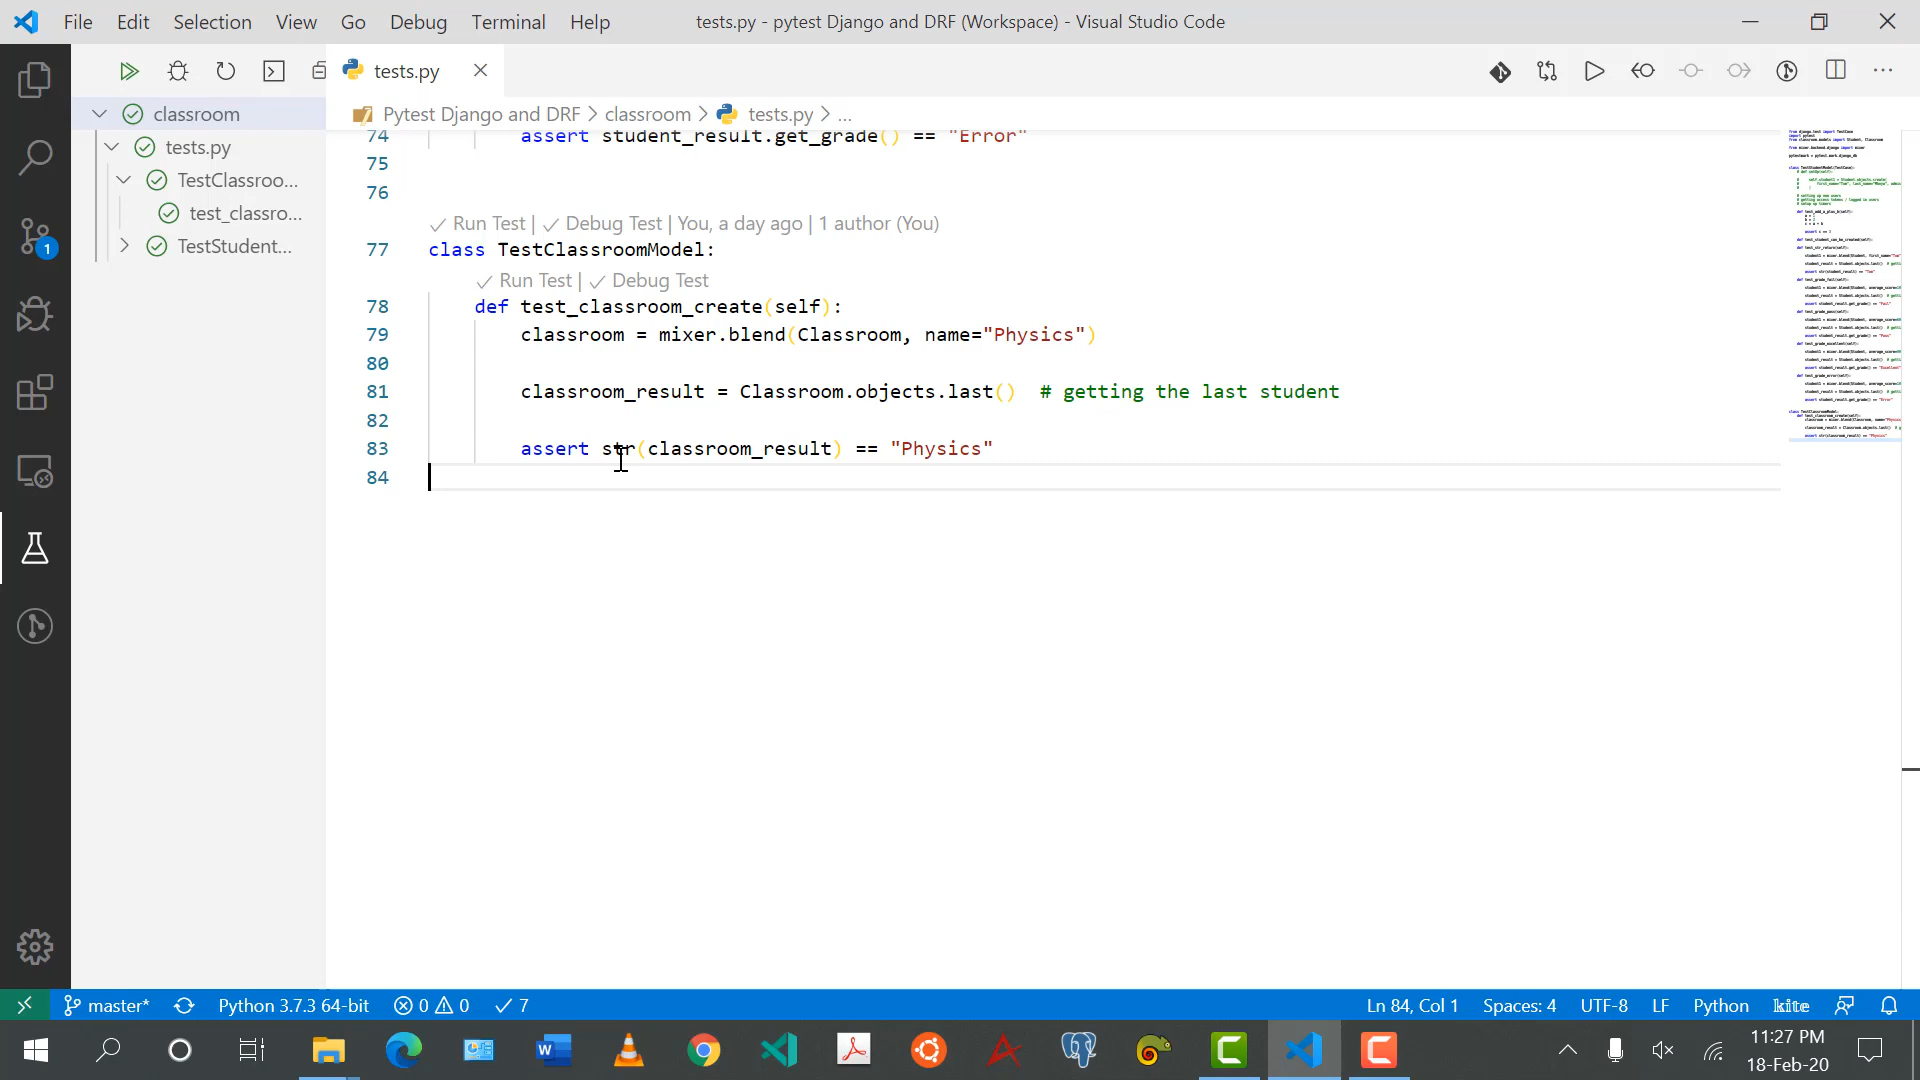 File Edit Selection View Go Debug Terminal Help tests.py - pytest Django and DRF (Workspace) - Visual Studio Code
tests.py
classroom
tests.py
TestClassroo...
test_classro...
TestStudent...
1
Pytest Django and DRF > classroom > tests.py > ...
74 assert student_result.get_grade() == "Error"
75
76
✓ Run Test | ✓ Debug Test | You, a day ago | 1 author (You)
77 class TestClassroomModel:
✓ Run Test | ✓ Debug Test
78 def test_classroom_create(self):
79 classroom = mixer.blend(Classroom, name="Physics")
80
81 classroom_result = Classroom.objects.last() # getting the last student
82
83 assert str(classroom_result) == "Physics"
84
master* Python 3.7.3 64-bit 0 0 ✓ 7 Ln 84, Col 1 Spaces: 4 UTF-8 LF Python kite
11:27 PM
18-Feb-20